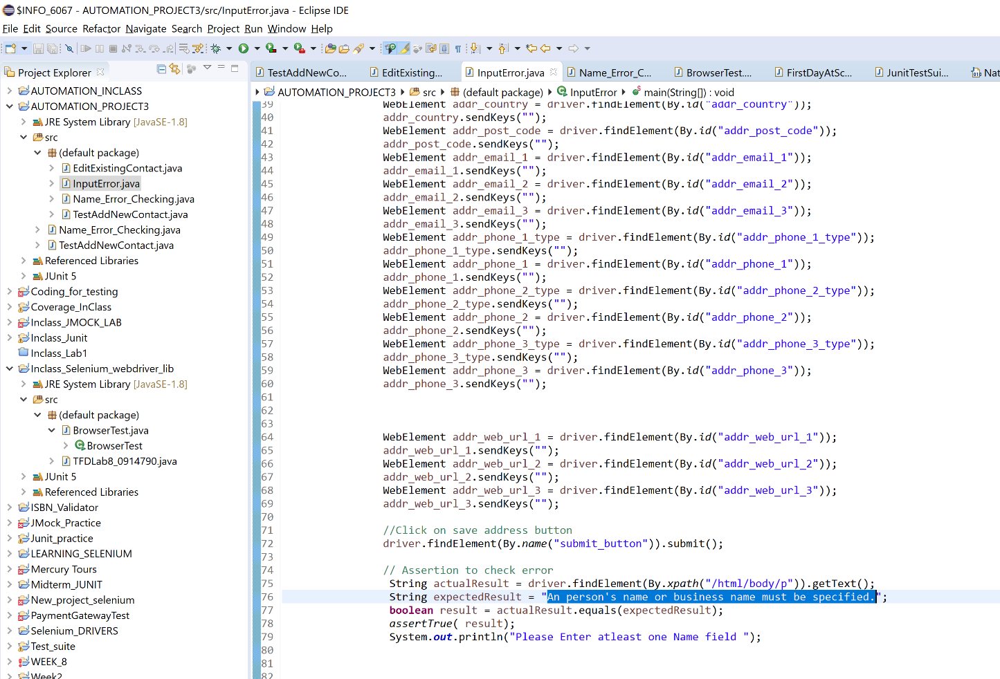 $INFO_6067 - AUTOMATION_PROJECT3/src/InputError.java - Eclipse IDE
File Edit Source Refactor Navigate Search Project Run Window Help
Project Explorer
AUTOMATION_INCLASS
AUTOMATION_PROJECT3
JRE System Library [JavaSE-1.8]
src
(default package)
EditExistingContact.java
InputError.java
Name_Error_Checking.java
TestAddNewContact.java
Name_Error_Checking.java
TestAddNewContact.java
Referenced Libraries
JUnit 5
Coding_for_testing
Coverage_InClass
Inclass_JMOCK_LAB
Inclass_Junit
Inclass_Lab1
Inclass_Selenium_webdriver_lib
JRE System Library [JavaSE-1.8]
src
(default package)
BrowserTest.java
BrowserTest
TFDLab8_0914790.java
JUnit 5
Referenced Libraries
ISBN_Validator
JMock_Practice
Junit_practice
LEARNING_SELENIUM
Mercury Tours
Midterm_JUNIT
New_project_selenium
PaymentGatewayTest
Selenium_DRIVERS
Test_suite
WEEK_8
Week2
TestAddNewCo... EditExisting... InputError.java Name_Error_C... BrowserTest.... FirstDayAtSc... JunitTestSui... Nat
AUTOMATION_PROJECT3 src (default package) InputError main(String[]) : void
39 WebElement addr_country = driver.findElement(By.id("addr_country"));
40 addr_country.sendKeys("");
41 WebElement addr_post_code = driver.findElement(By.id("addr_post_code"));
42 addr_post_code.sendKeys("");
43 WebElement addr_email_1 = driver.findElement(By.id("addr_email_1"));
44 addr_email_1.sendKeys("");
45 WebElement addr_email_2 = driver.findElement(By.id("addr_email_2"));
46 addr_email_2.sendKeys("");
47 WebElement addr_email_3 = driver.findElement(By.id("addr_email_3"));
48 addr_email_3.sendKeys("");
49 WebElement addr_phone_1_type = driver.findElement(By.id("addr_phone_1_type"));
50 addr_phone_1_type.sendKeys("");
51 WebElement addr_phone_1 = driver.findElement(By.id("addr_phone_1"));
52 addr_phone_1.sendKeys("");
53 WebElement addr_phone_2_type = driver.findElement(By.id("addr_phone_2_type"));
54 addr_phone_2_type.sendKeys("");
55 WebElement addr_phone_2 = driver.findElement(By.id("addr_phone_2"));
56 addr_phone_2.sendKeys("");
57 WebElement addr_phone_3_type = driver.findElement(By.id("addr_phone_3_type"));
58 addr_phone_3_type.sendKeys("");
59 WebElement addr_phone_3 = driver.findElement(By.id("addr_phone_3"));
60 addr_phone_3.sendKeys("");
61
62
63
64 WebElement addr_web_url_1 = driver.findElement(By.id("addr_web_url_1"));
65 addr_web_url_1.sendKeys("");
66 WebElement addr_web_url_2 = driver.findElement(By.id("addr_web_url_2"));
67 addr_web_url_2.sendKeys("");
68 WebElement addr_web_url_3 = driver.findElement(By.id("addr_web_url_3"));
69 addr_web_url_3.sendKeys("");
70
71 //Click on save address button
72 driver.findElement(By.name("submit_button")).submit();
73
74 // Assertion to check error
75 String actualResult = driver.findElement(By.xpath("/html/body/p")).getText();
76 String expectedResult = "An person's name or business name must be specified.";
77 boolean result = actualResult.equals(expectedResult);
78 assertTrue( result);
79 System.out.println("Please Enter atleast one Name field ");
80
81
82